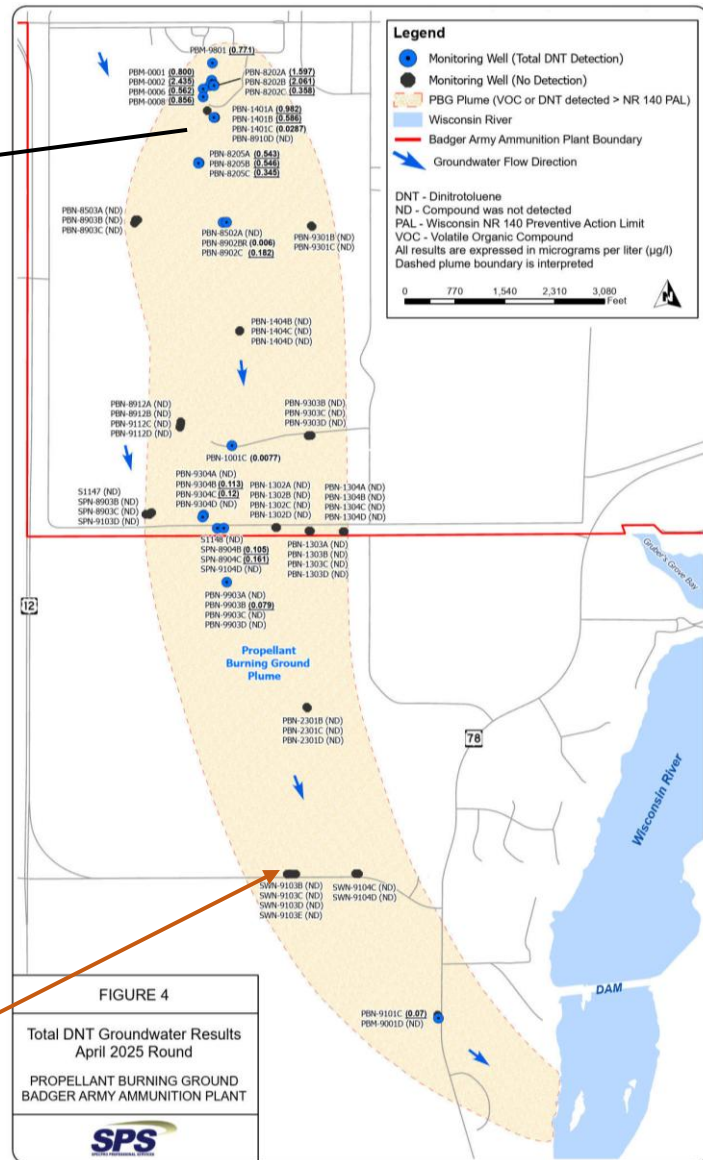 PBM-9801 (0.771)
PBM-0001 (0.800)
PBM-0002 (2.435)
PBM-0006 (0.562)
PBM-0008 (0.856)
PBN-8202A (1.597)
PBN-8202B (2.061)
PBN-8202C (0.358)
PBN-1401A (0.982)
PBN-1401B (0.586)
PBN-1401C (0.0287)
PBN-8910D (ND)
PBN-8205A (0.543)
PBN-8205B (0.546)
PBN-8205C (0.345)
PBN-8503A (ND)
PBN-8903B (ND)
PBN-8903C (ND)
PBN-8502A (ND)
PBN-8902BR (0.006)
PBN-8902C (0.182)
PBN-9301B (ND)
PBN-9301C (ND)
PBN-1404B (ND)
PBN-1404C (ND)
PBN-1404D (ND)
PBN-8912A (ND)
PBN-8912B (ND)
PBN-9112C (ND)
PBN-9112D (ND)
PBN-9303B (ND)
PBN-9303C (ND)
PBN-9303D (ND)
PBN-1001C (0.0077)
PBN-9304A (ND)
PBN-9304B (0.113)
PBN-9304C (0.12)
PBN-9304D (ND)
PBN-1302A (ND)
PBN-1302B (ND)
PBN-1302C (ND)
PBN-1302D (ND)
PBN-1304A (ND)
PBN-1304B (ND)
PBN-1304C (ND)
PBN-1304D (ND)
S1147 (ND)
SPN-8903B (ND)
SPN-8903C (ND)
SPN-9103D (ND)
S1148 (ND)
SPN-8904B (0.105)
SPN-8904C (0.161)
SPN-9104D (ND)
PBN-1303A (ND)
PBN-1303B (ND)
PBN-1303C (ND)
PBN-1303D (ND)
PBN-9903A (ND)
PBN-9903B (0.079)
PBN-9903C (ND)
PBN-9903D (ND)
12
Propellant
Burning Ground
Plume
PBN-2301B (ND)
PBN-2301C (ND)
PBN-2301D (ND)
78
Gruber's Grove Bay
Wisconsin River
SWN-9103B (ND)
SWN-9103C (ND)
SWN-9103D (ND)
SWN-9103E (ND)
SWN-9104C (ND)
SWN-9104D (ND)
DAM
PBN-9101C (0.07)
PBM-9001D (ND)
Legend
Monitoring Well (Total DNT Detection)
Monitoring Well (No Detection)
PBG Plume (VOC or DNT detected > NR 140 PAL)
Wisconsin River
Badger Army Ammunition Plant Boundary
Groundwater Flow Direction
DNT - Dinitrotoluene
ND - Compound was not detected
PAL - Wisconsin NR 140 Preventive Action Limit
VOC - Volatile Organic Compound
All results are expressed in micrograms per liter (µg/l)
Dashed plume boundary is interpreted
0 770 1,540 2,310 3,080
Feet
N
FIGURE 4
Total DNT Groundwater Results
April 2025 Round
PROPELLANT BURNING GROUND
BADGER ARMY AMMUNITION PLANT
SPS
SPECPRO PROFESSIONAL SERVICES